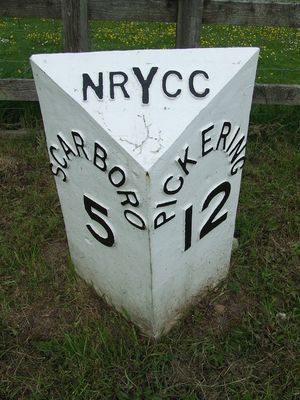 NRYCC
SCARBORO
5
PICKERING
12